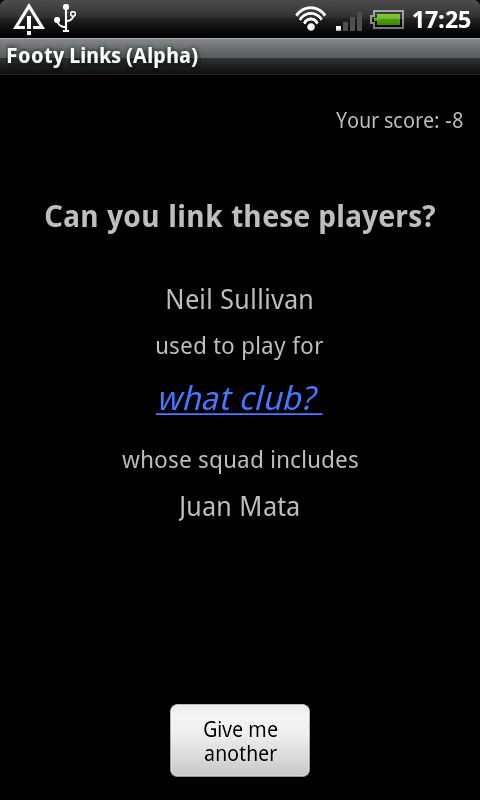 17:25
Footy Links (Alpha)
Your score: -8
Can you link these players?
Neil Sullivan
used to play for
what club?
whose squad includes
Juan Mata
Give me
another